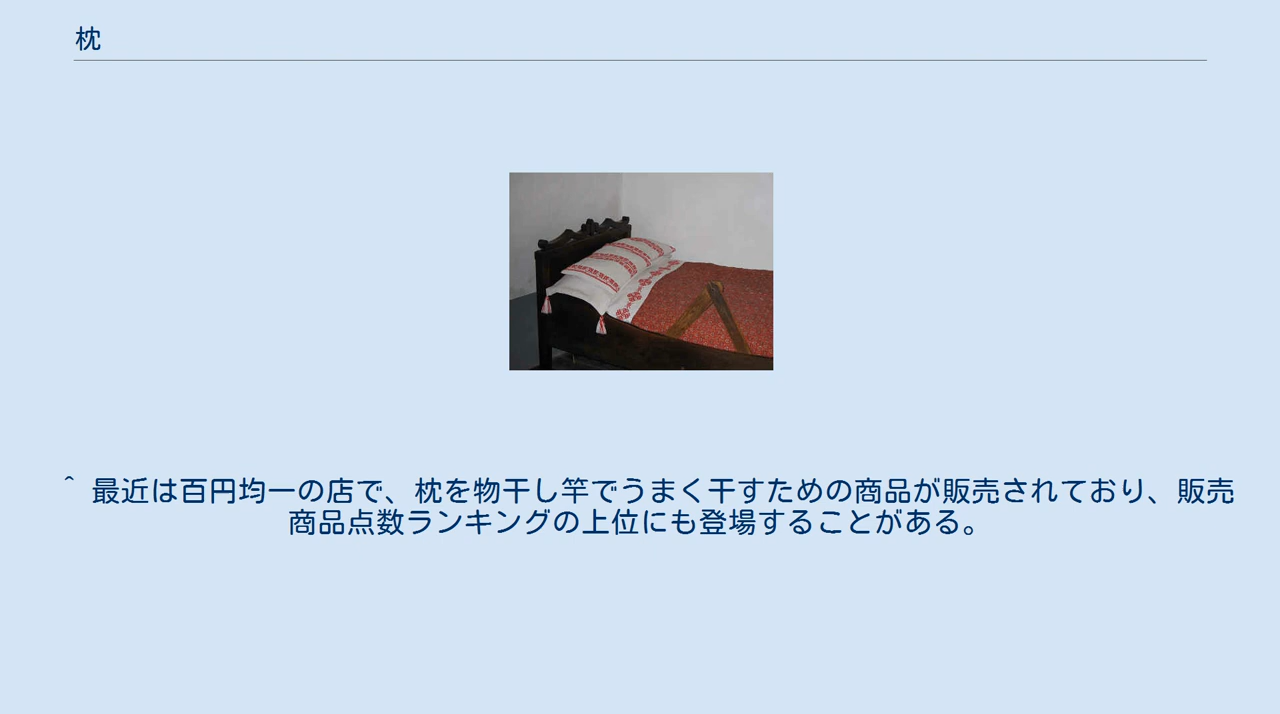 枕
^ 最近は百円均一の店で、枕を物干し竿でうまく干すための商品が販売されており、販売
商品点数ランキングの上位にも登場することがある。